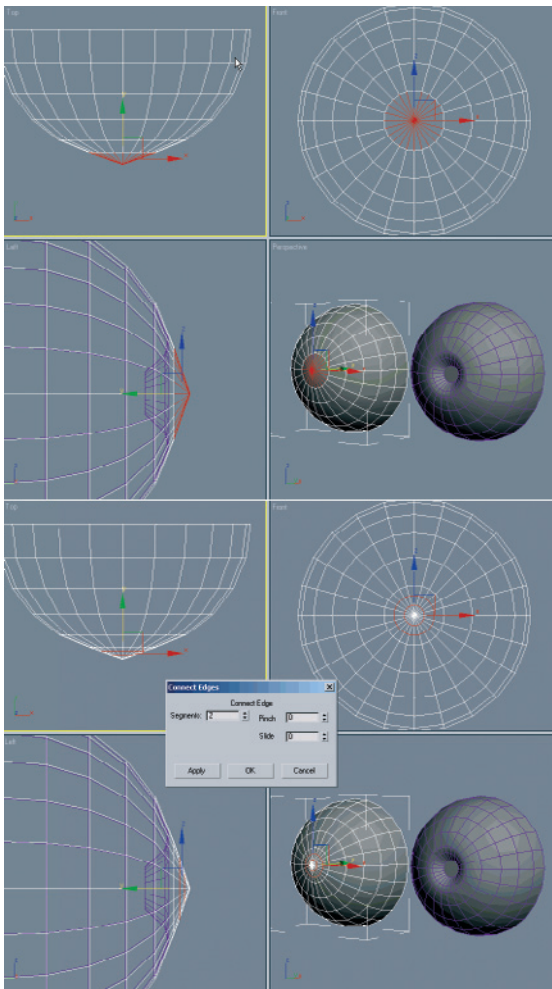 Top
Front
Left
Perspective
Top
Front
Connect Edges
Connect Edge
Segments: 2
Pinch 0
Slide 0
Apply OK Cancel
Left